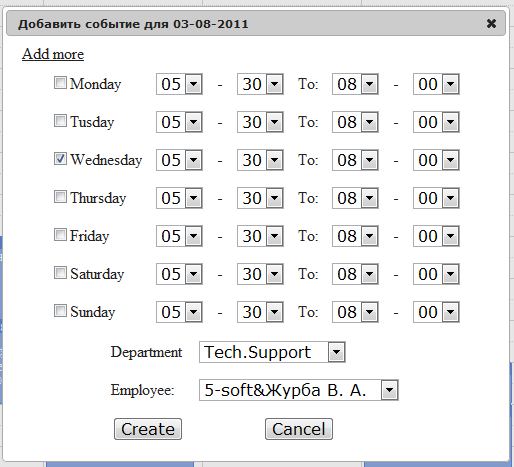 Добавить событие для 03-08-2011
Add more
Monday 05 - 30 To: 08 - 00
Tusday 05 - 30 To: 08 - 00
Wednesday 05 - 30 To: 08 - 00
Thursday 05 - 30 To: 08 - 00
Friday 05 - 30 To: 08 - 00
Saturday 05 - 30 To: 08 - 00
Sunday 05 - 30 To: 08 - 00
Department Tech.Support
Employee: 5-soft&Журба В. А.
Create Cancel